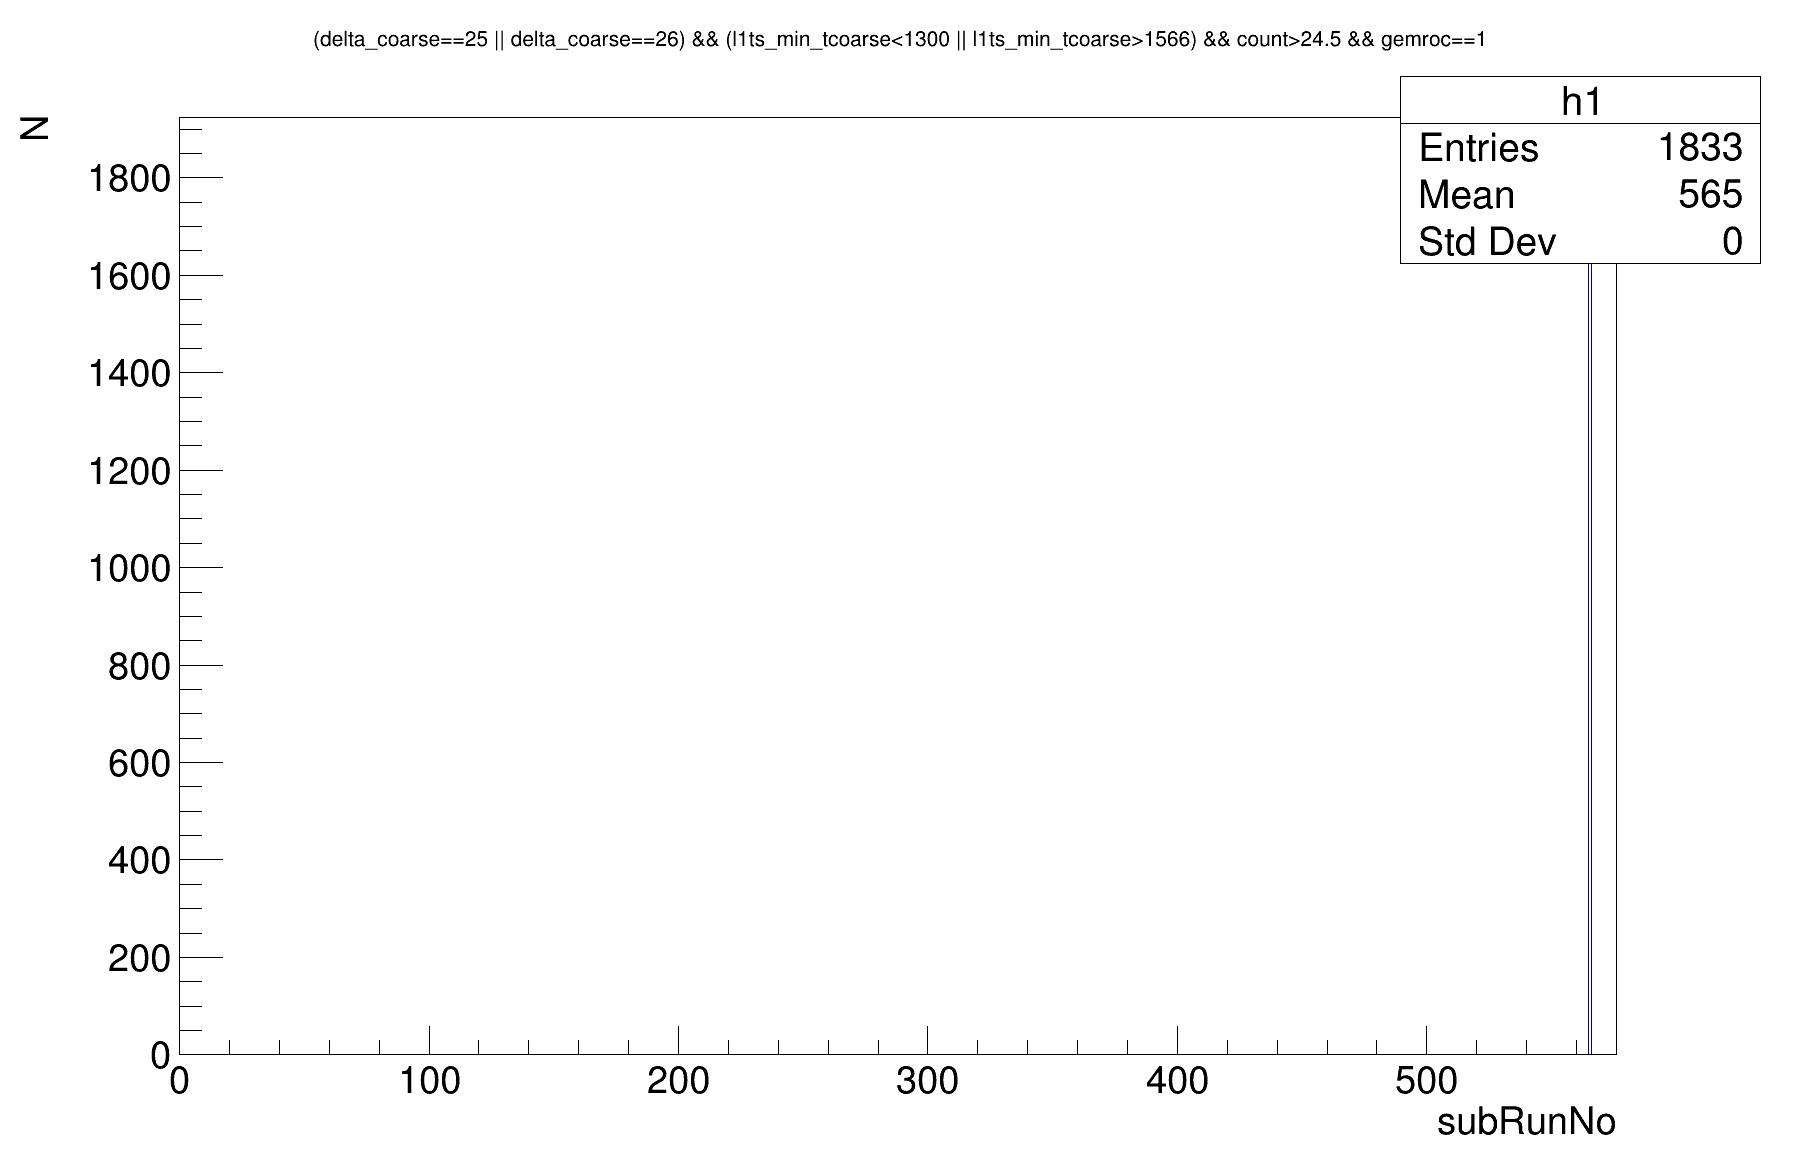 (delta_coarse==25 || delta_coarse==26) && (l1ts_min_tcoarse<1300 || l1ts_min_tcoarse>1566) && count>24.5 && gemroc==1
h1
Entries 1833
Mean 565
Std Dev 0
N
1800
1600
1400
1200
1000
800
600
400
200
0
0 100 200 300 400 500
subRunNo